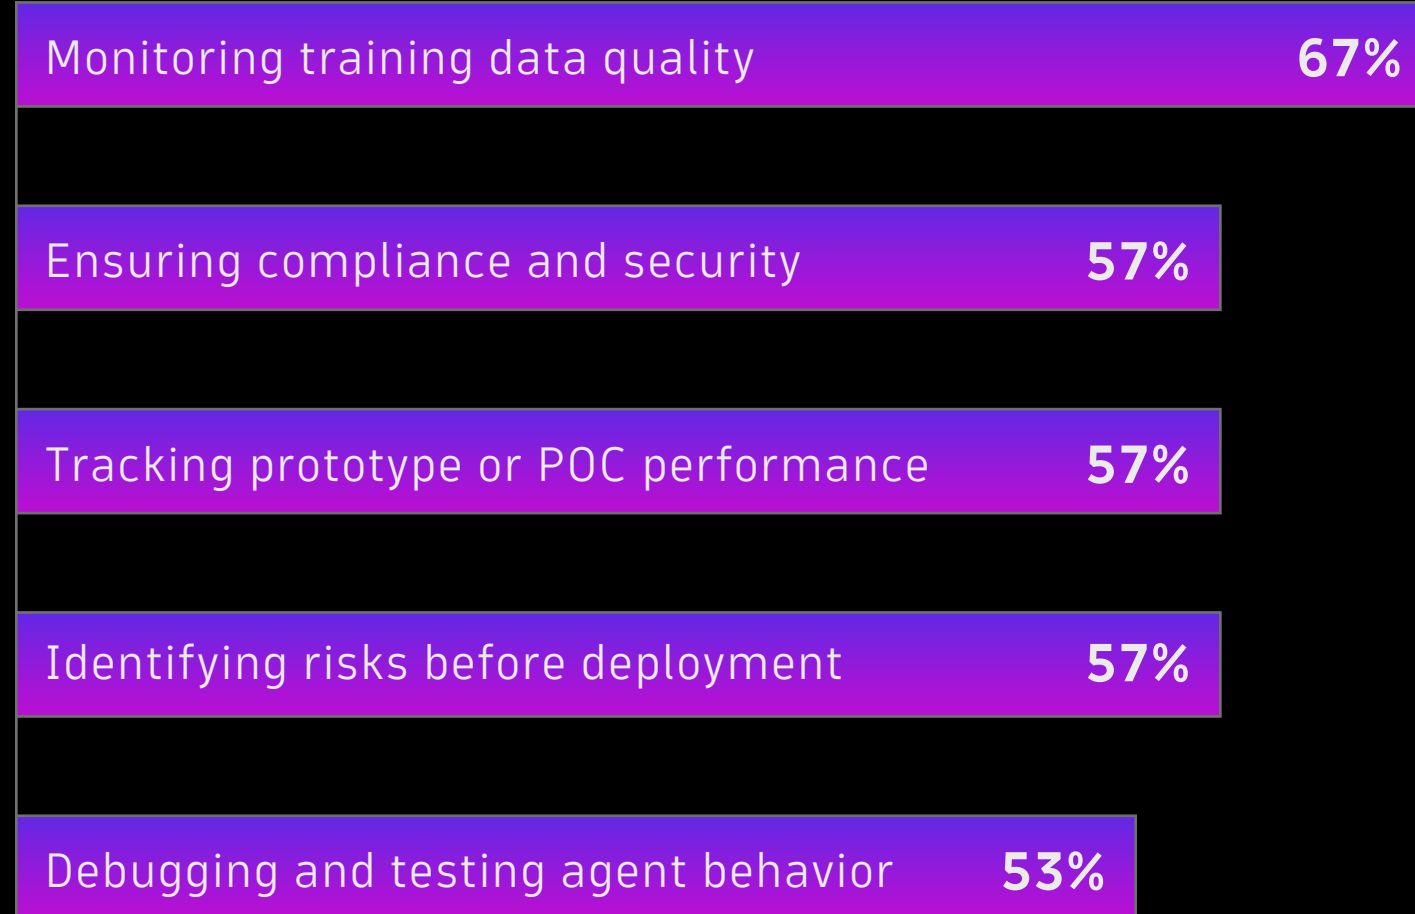 Monitoring training data quality 67%
Ensuring compliance and security 57%
Tracking prototype or POC performance 57%
Identifying risks before deployment 57%
Debugging and testing agent behavior 53%